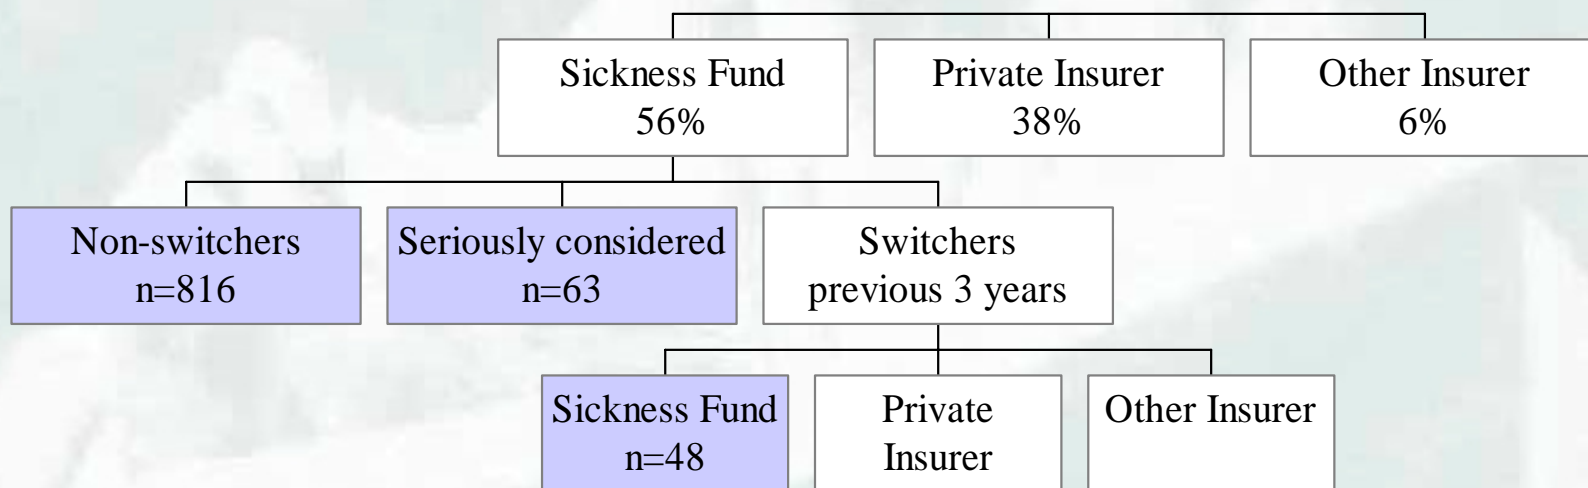 Sickness Fund
56%
Private Insurer
38%
Other Insurer
6%
Non-switchers
n=816
Seriously considered
n=63
Switchers
previous 3 years
Sickness Fund
n=48
Private
Insurer
Other Insurer